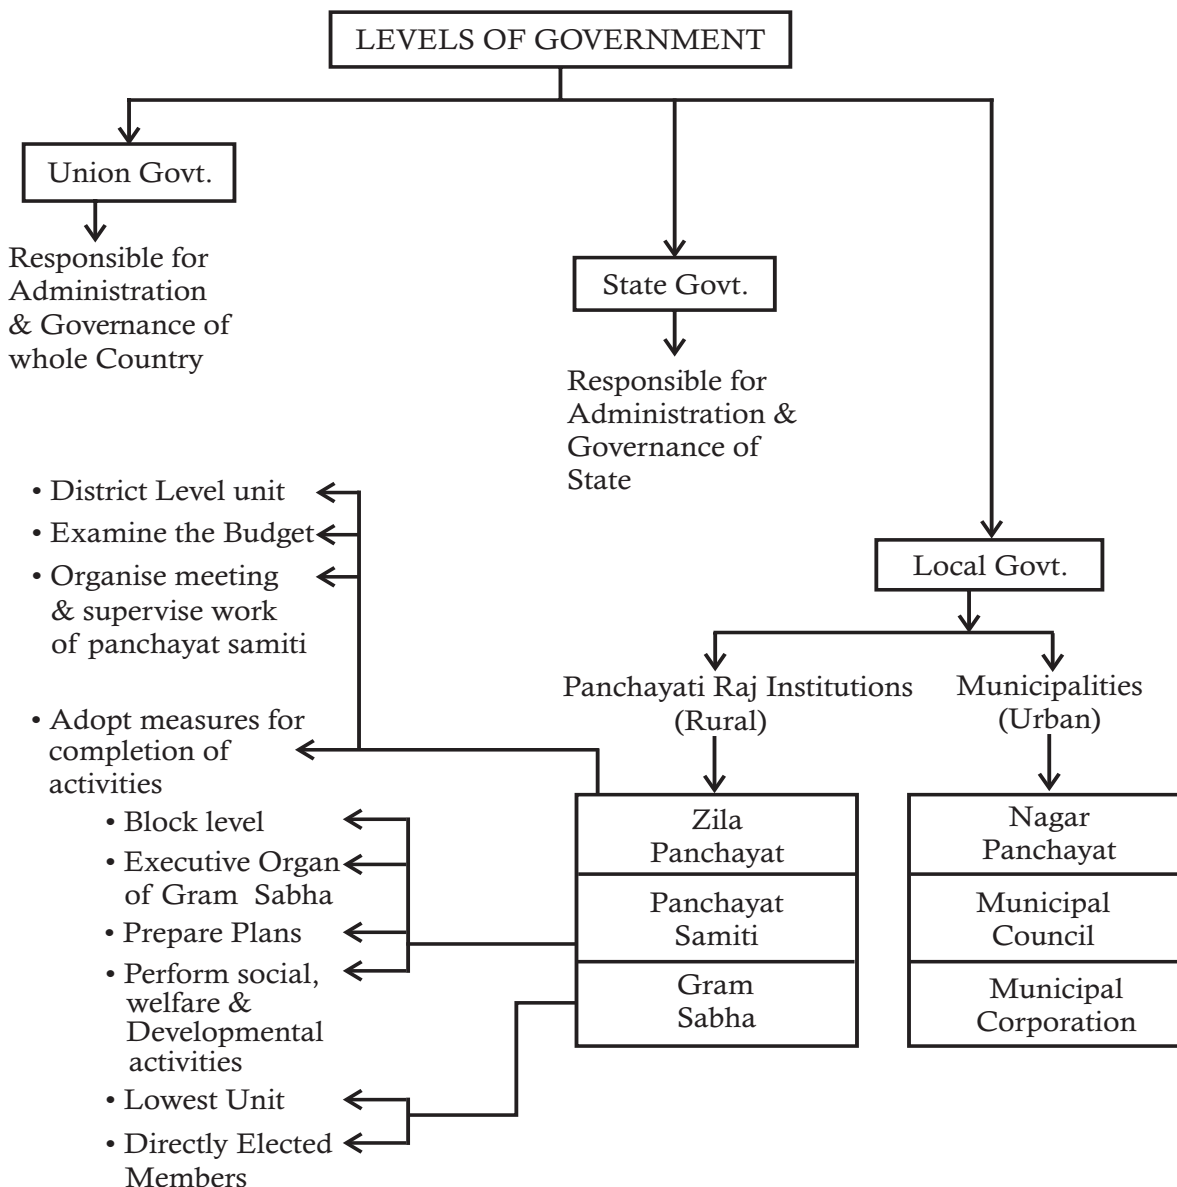 LEVELS OF GOVERNMENT
Union Govt.
Responsible for
Administration
& Governance of
whole Country
State Govt.
Responsible for
Administration &
Governance of
State
Local Govt.
Panchayati Raj Institutions
(Rural)
Municipalities
(Urban)
• District Level unit
• Examine the Budget
• Organise meeting
& supervise work
of panchayat samiti
• Adopt measures for
completion of
activities
• Block level
• Executive Organ
of Gram Sabha
• Prepare Plans
• Perform social,
welfare &
Developmental
activities
• Lowest Unit
• Directly Elected
Members
Zila
Panchayat
Panchayat
Samiti
Gram
Sabha
Nagar
Panchayat
Municipal
Council
Municipal
Corporation